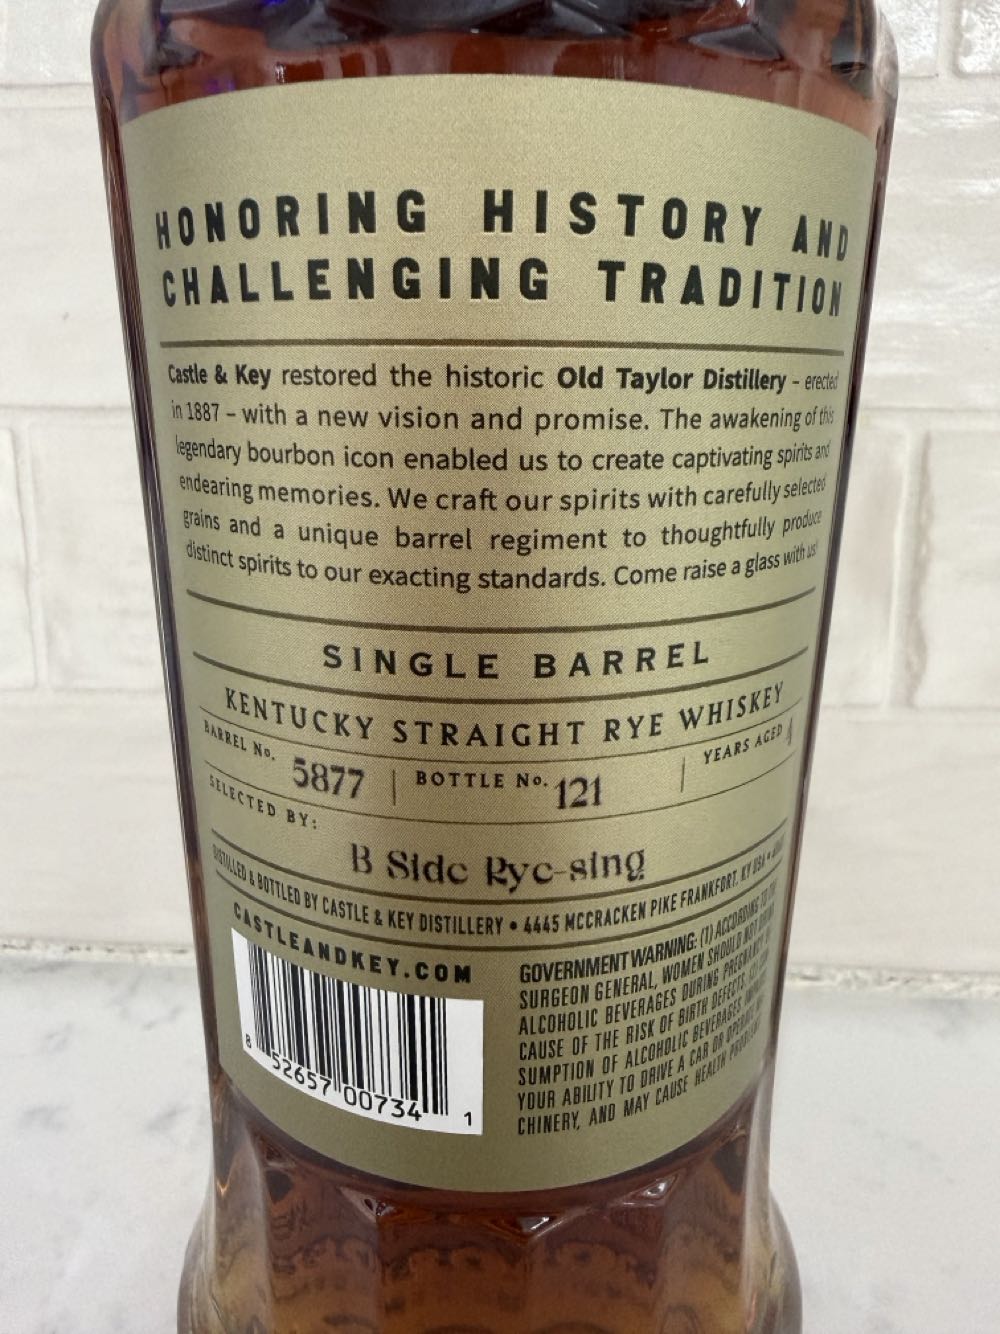 HONORING HISTORY AND
CHALLENGING TRADITION
Castle & Key restored the historic Old Taylor Distillery - erected
in 1887 – with a new vision and promise. The awakening of this
legendary bourbon icon enabled us to create captivating spirits and
endearing memories. We craft our spirits with carefully selected
grains and a unique barrel regiment to thoughtfully produce
distinct spirits to our exacting standards. Come raise a glass with us!
SINGLE BARREL
KENTUCKY STRAIGHT RYE WHISKEY
BARREL No. 5877 | BOTTLE No. 121 | YEARS AGED 4
SELECTED BY:
B Side Rye-sing
DISTILLED & BOTTLED BY CASTLE & KEY DISTILLERY • 4445 MCCRACKEN PIKE FRANKFORT, KY USA •
CASTLEANDKEY.COM
8 52657 00734 1
GOVERNMENT WARNING: (1) ACCORDING TO THE
SURGEON GENERAL, WOMEN SHOULD NOT DRINK
ALCOHOLIC BEVERAGES DURING PREGNANCY
CAUSE OF THE RISK OF BIRTH DEFECTS.
SUMPTION OF ALCOHOLIC BEVERAGES
YOUR ABILITY TO DRIVE A CAR OR OPERATE
CHINERY, AND MAY CAUSE HEALTH